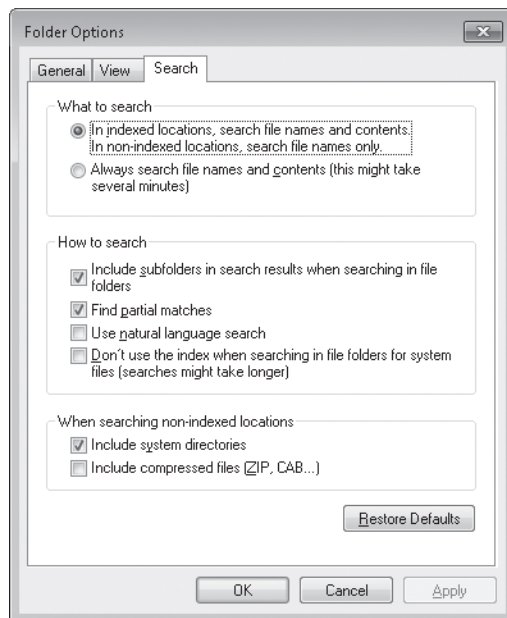 Folder Options
General
View
Search
What to search
In indexed locations, search file names and contents.
In non-indexed locations, search file names only.
Always search file names and contents (this might take
several minutes)
How to search
Include subfolders in search results when searching in file
folders
Find partial matches
Use natural language search
Don't use the index when searching in file folders for system
files (searches might take longer)
When searching non-indexed locations
Include system directories
Include compressed files (ZIP, CAB...)
Restore Defaults
OK
Cancel
Apply